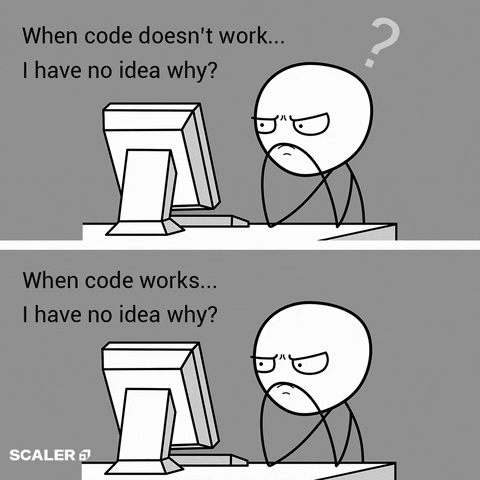 When code doesn't work...
I have no idea why?
?
When code works...
I have no idea why?
SCALER